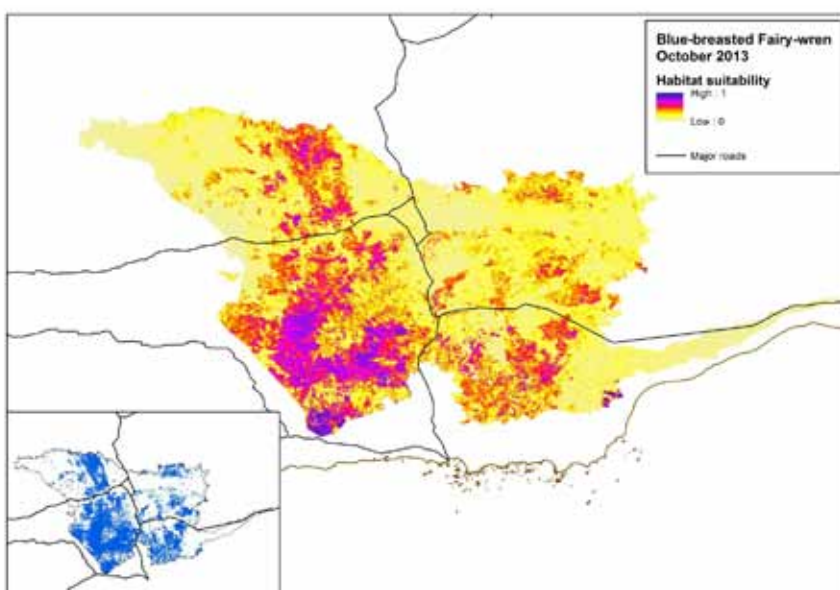 Blue-breasted Fairy-wren
October 2013
Habitat suitability
High : 1
Low : 0
Major roads